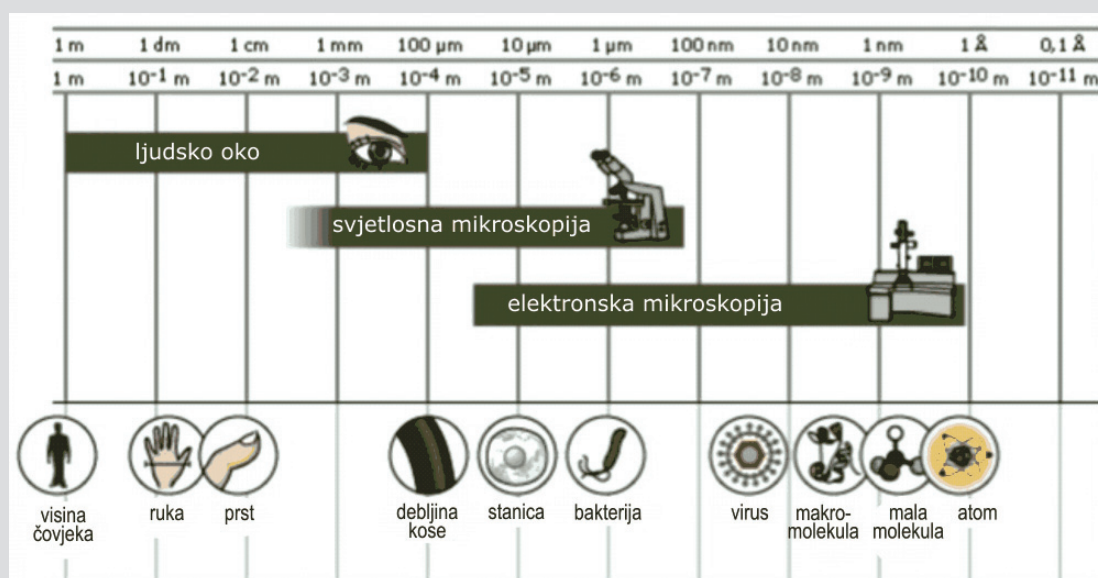 1 m 1 dm 1 cm 1 mm 100 μm 10 μm 1 μm 100 nm 10 nm 1 nm 1 Å 0,1 Å
1 m 10⁻¹ m 10⁻² m 10⁻³ m 10⁻⁴ m 10⁻⁵ m 10⁻⁶ m 10⁻⁷ m 10⁻⁸ m 10⁻⁹ m 10⁻¹⁰ m 10⁻¹¹ m
ljudsko oko
svjetlosna mikroskopija
elektronska mikroskopija
visina
čovjeka
ruka
prst
debljina
kose
stanica
bakterija
virus
makro-
molekula
mala
molekula
atom